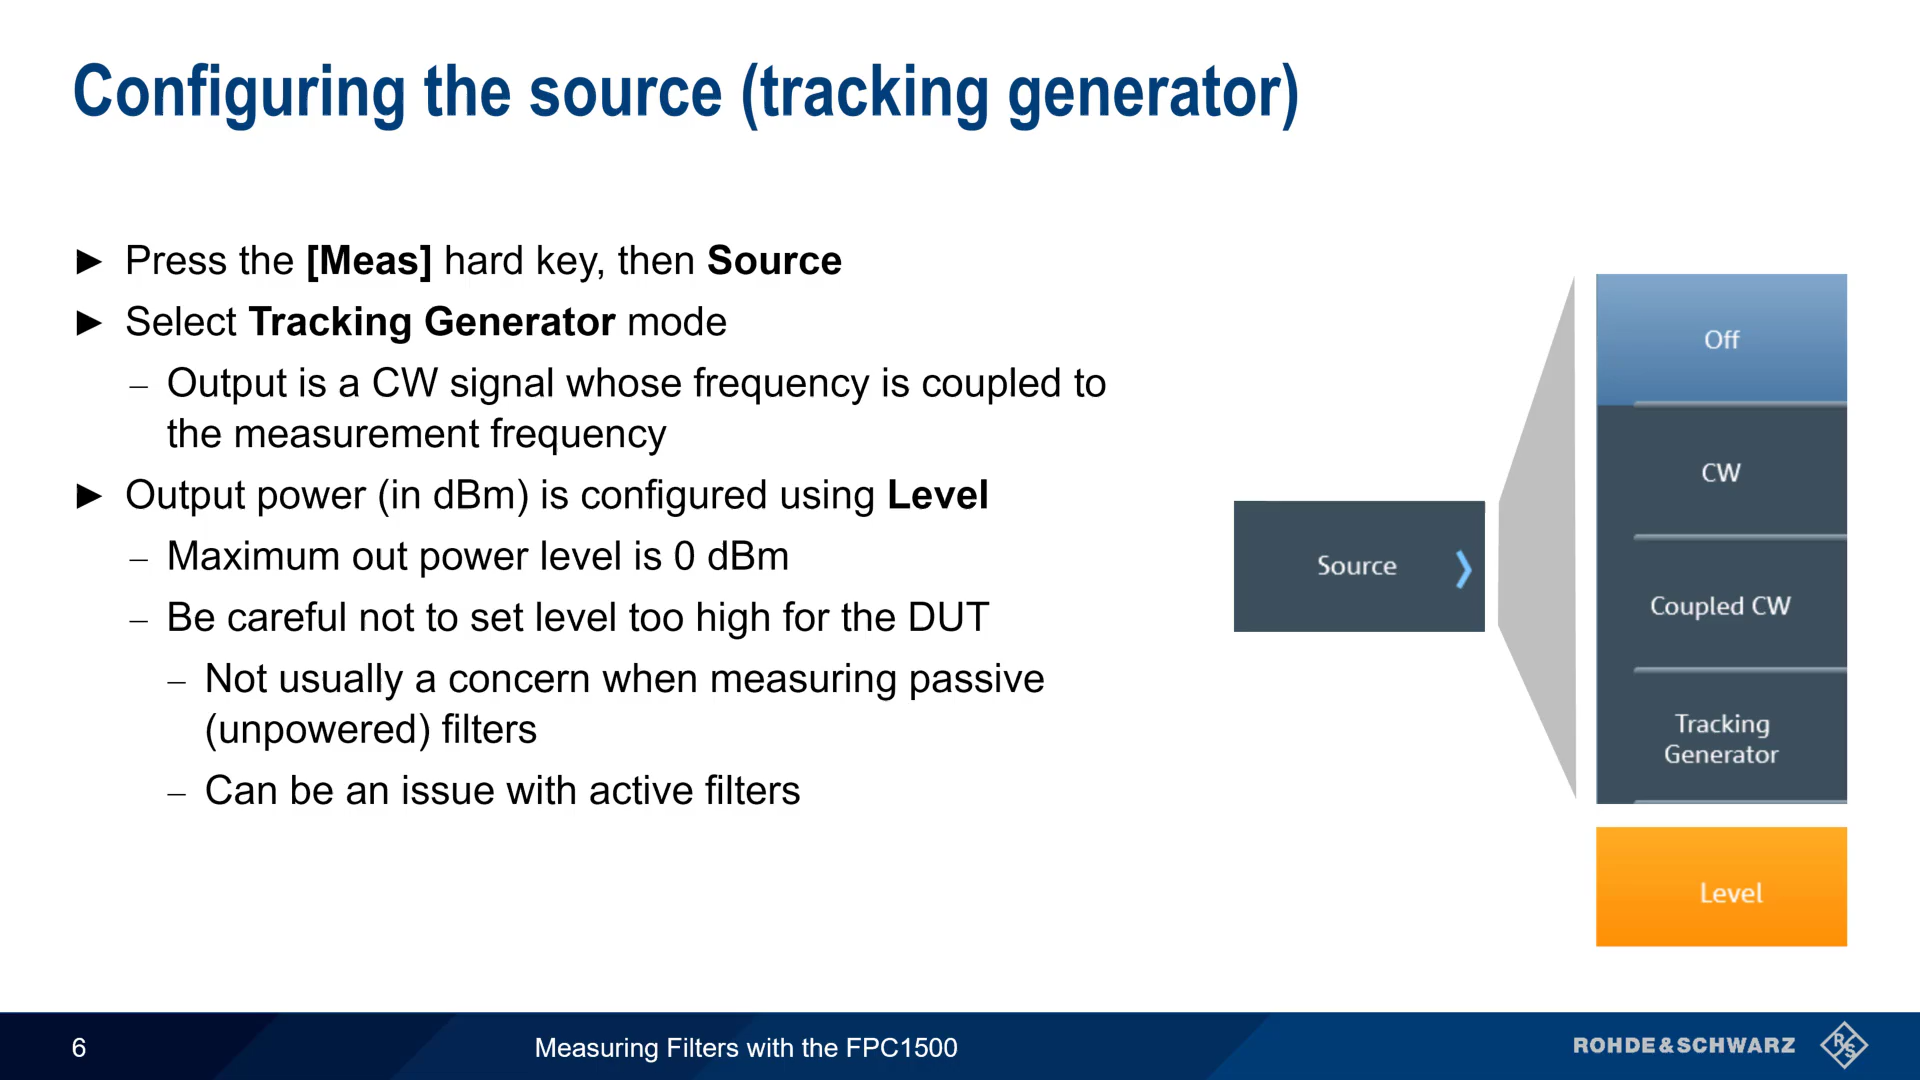 Configuring the source (tracking generator)
► Press the [Meas] hard key, then Source
► Select Tracking Generator mode
– Output is a CW signal whose frequency is coupled to
the measurement frequency
► Output power (in dBm) is configured using Level
– Maximum out power level is 0 dBm
– Be careful not to set level too high for the DUT
– Not usually a concern when measuring passive
(unpowered) filters
– Can be an issue with active filters
Source
Off
CW
Coupled CW
Tracking
Generator
Level
6
Measuring Filters with the FPC1500
ROHDE&SCHWARZ
R&S